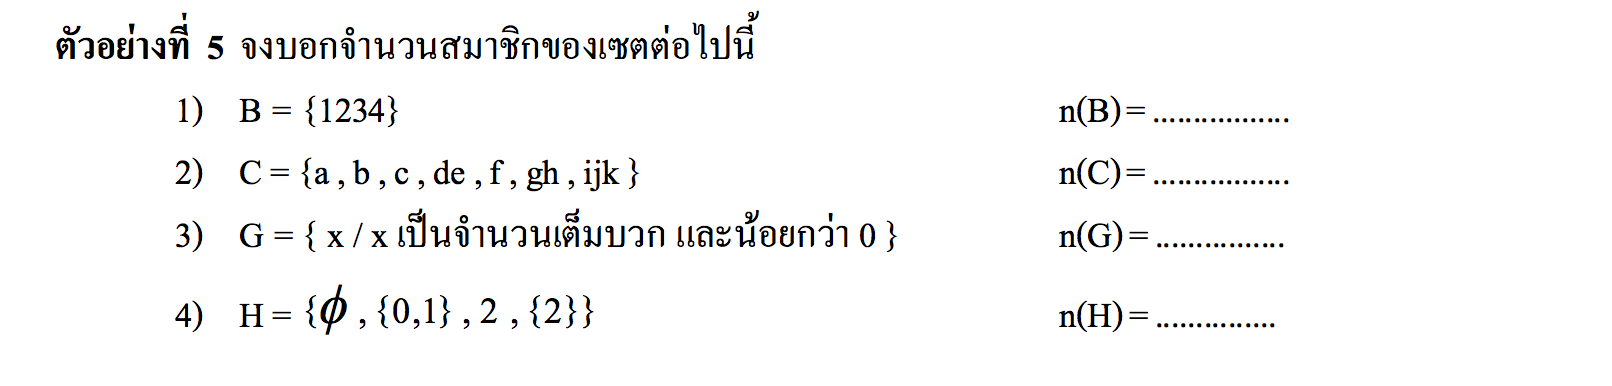 ตัวอย่างที่ 5 จงบอกจำนวนสมาชิกของเซตต่อไปนี้
1) B = {1234} n(B) = .................
2) C = {a , b , c , de , f , gh , ijk } n(C) = .................
3) G = { x / x เป็นจำนวนเต็มบวก และน้อยกว่า 0 } n(G) = ................
4) H = {ϕ , {0,1} , 2 , {2}} n(H) = ...............